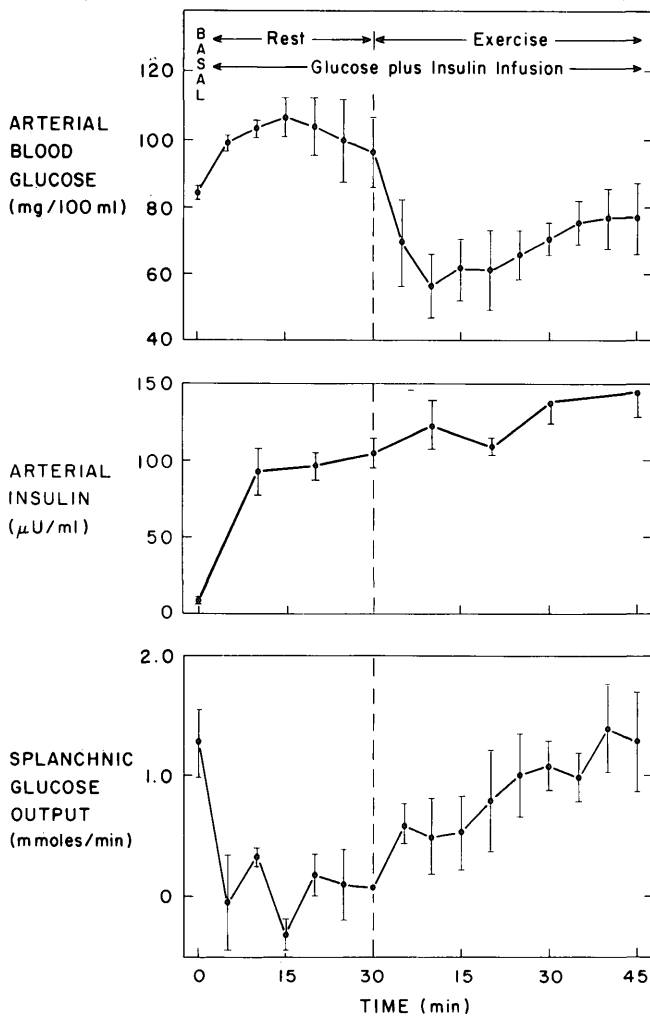 BASAL
Rest
Exercise
Glucose plus Insulin Infusion
ARTERIAL
BLOOD
GLUCOSE
(mg/100 ml)
120
100
80
60
40
ARTERIAL
INSULIN
(μU/ml)
150
100
50
0
SPLANCHNIC
GLUCOSE
OUTPUT
(mmoles/min)
2.0
1.0
0
0 15 30 15 30 45
TIME (min)